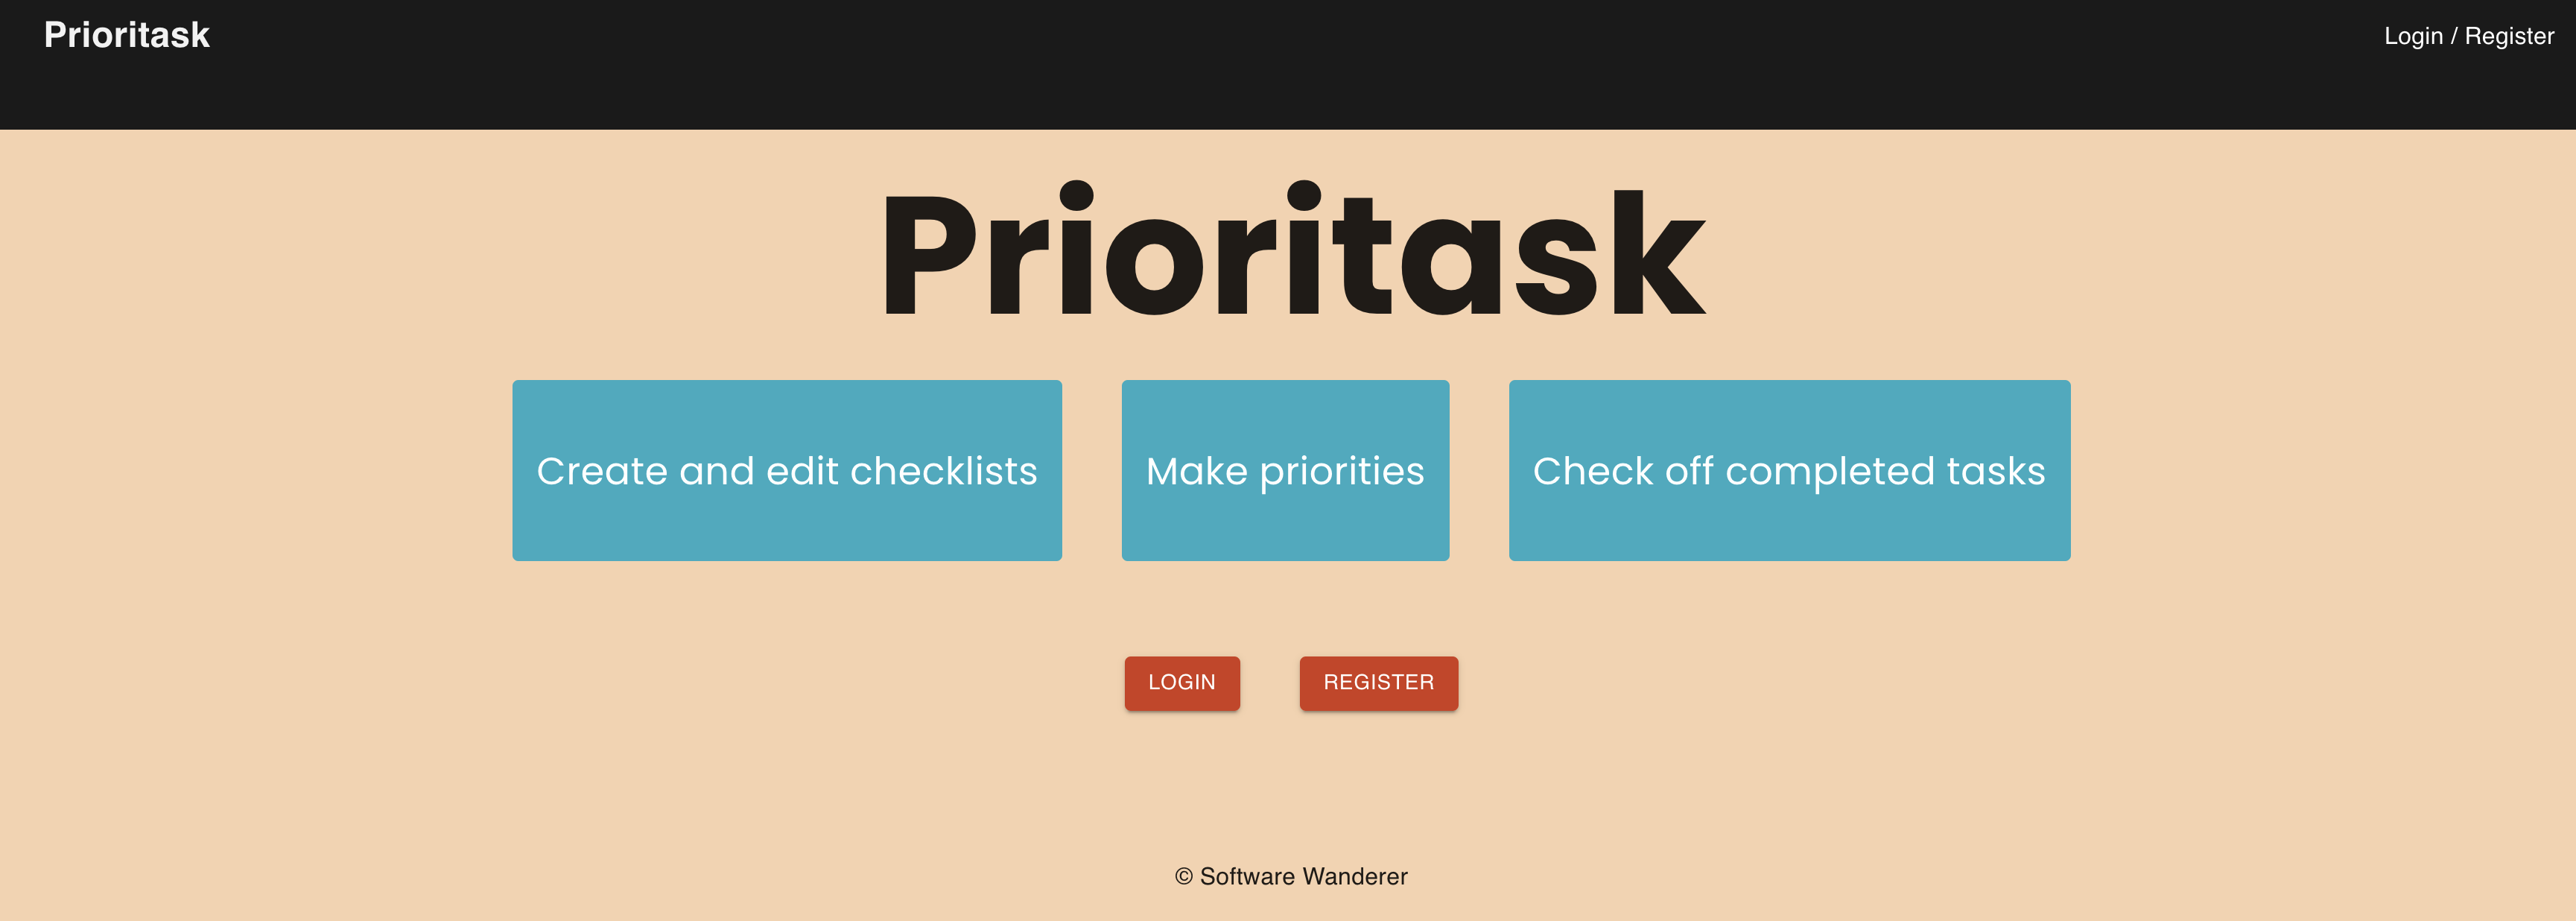 Prioritask
Login / Register
Prioritask
Create and edit checklists
Make priorities
Check off completed tasks
LOGIN
REGISTER
© Software Wanderer